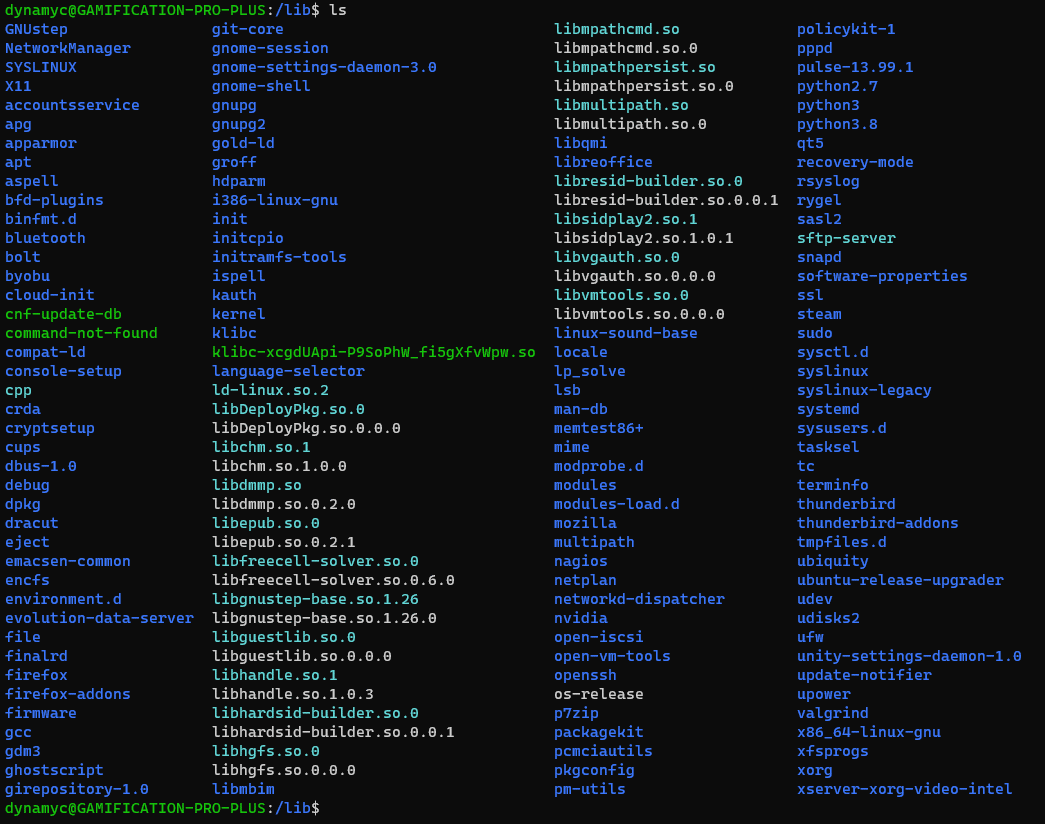 dynamyc@GAMIFICATION-PRO-PLUS:/lib$ ls
GNUstep git-core libmpathcmd.so policykit-1
NetworkManager gnome-session libmpathcmd.so.0 pppd
SYSLINUX gnome-settings-daemon-3.0 libmpathpersist.so pulse-13.99.1
X11 gnome-shell libmpathpersist.so.0 python2.7
accountsservice gnupg libmultipath.so python3
apg gnupg2 libmultipath.so.0 python3.8
apparmor gold-ld libqmi qt5
apt groff libreoffice recovery-mode
aspell hdparm libresid-builder.so.0 rsyslog
bfd-plugins i386-linux-gnu libresid-builder.so.0.0.1 rygel
binfmt.d init libsidplay2.so.1 sasl2
bluetooth initcpio libsidplay2.so.1.0.1 sftp-server
bolt initramfs-tools libvgauth.so.0 snapd
byobu ispell libvgauth.so.0.0.0 software-properties
cloud-init kauth libvmtools.so.0 ssl
cnf-update-db kernel libvmtools.so.0.0.0 steam
command-not-found klibc linux-sound-base sudo
compat-ld klibc-xcgdUApi-P9SoPhW_fi5gXfvWpw.so locale sysctl.d
console-setup language-selector lp_solve syslinux
cpp ld-linux.so.2 lsb syslinux-legacy
crda libDeployPkg.so.0 man-db systemd
cryptsetup libDeployPkg.so.0.0.0 memtest86+ sysusers.d
cups libchm.so.1 mime tasksel
dbus-1.0 libchm.so.1.0.0 modprobe.d tc
debug libdmmp.so modules terminfo
dpkg libdmmp.so.0.2.0 modules-load.d thunderbird
dracut libepub.so.0 mozilla thunderbird-addons
eject libepub.so.0.2.1 multipath tmpfiles.d
emacsen-common libfreecell-solver.so.0 nagios ubiquity
encfs libfreecell-solver.so.0.6.0 netplan ubuntu-release-upgrader
environment.d libgnustep-base.so.1.26 networkd-dispatcher udev
evolution-data-server libgnustep-base.so.1.26.0 nvidia udisks2
file libguestlib.so.0 open-iscsi ufw
finalrd libguestlib.so.0.0.0 open-vm-tools unity-settings-daemon-1.0
firefox libhandle.so.1 openssh update-notifier
firefox-addons libhandle.so.1.0.3 os-release upower
firmware libhardsid-builder.so.0 p7zip valgrind
gcc libhardsid-builder.so.0.0.1 packagekit x86_64-linux-gnu
gdm3 libhgfs.so.0 pcmciautils xfsprogs
ghostscript libhgfs.so.0.0.0 pkgconfig xorg
girepository-1.0 libmbim pm-utils xserver-xorg-video-intel
dynamyc@GAMIFICATION-PRO-PLUS:/lib$